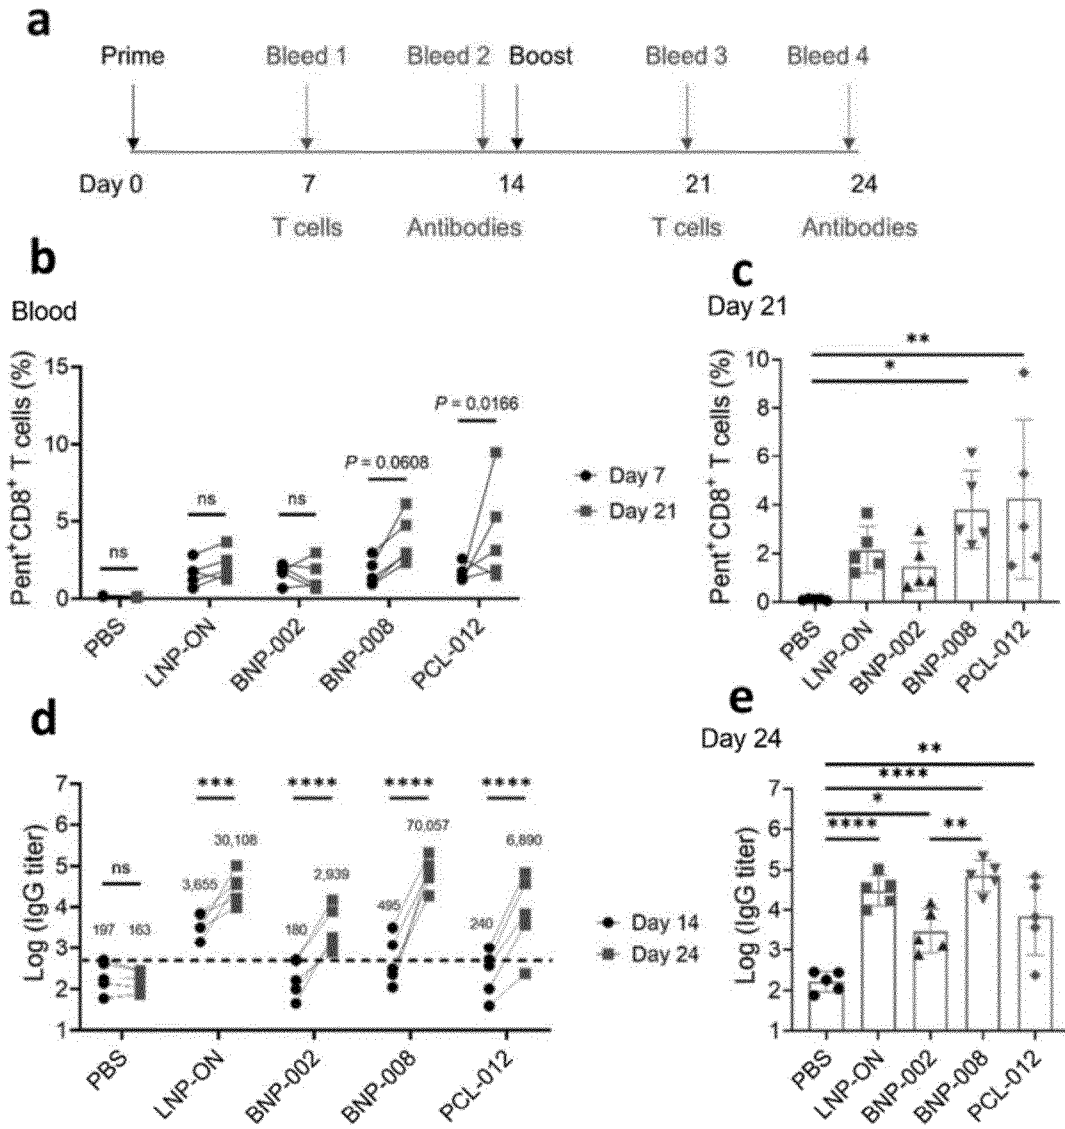 a
Prime Bleed 1 Bleed 2 Boost Bleed 3 Bleed 4
Day 0 7 14 21 24
T cells Antibodies T cells Antibodies
b
Blood
Pent+CD8+ T cells (%)
15
10
5
0
ns
ns
ns
P = 0.0608
P = 0.0166
Day 7
Day 21
PBS
LNP-ON
BNP-002
BNP-008
PCL-012
c
Day 21
Pent+CD8+ T cells (%)
10
8
6
4
2
0
**
*
PBS
LNP-ON
BNP-002
BNP-008
PCL-012
d
Log (IgG titer)
7
6
5
4
3
2
1
ns
***
****
****
****
197
163
3,655
30,108
180
2,939
495
70,057
240
6,890
Day 14
Day 24
PBS
LNP-ON
BNP-002
BNP-008
PCL-012
e
Day 24
Log (IgG titer)
7
6
5
4
3
2
1
**
****
*
****
**
PBS
LNP-ON
BNP-002
BNP-008
PCL-012